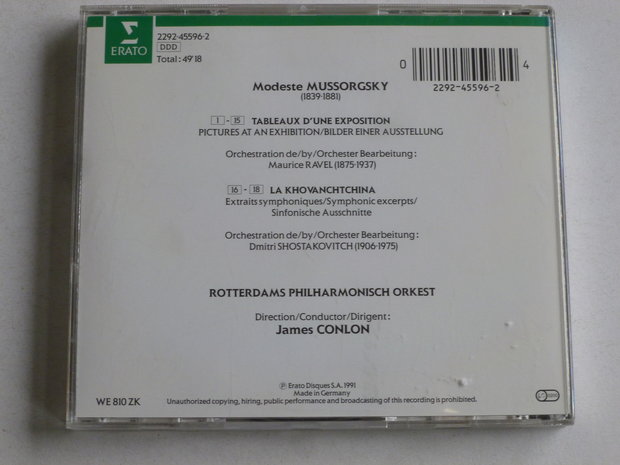 ERATO
2292-45596-2
DDD
Total : 49'18
0 4
2292-45596-2
Modeste MUSSORGSKY
(1839-1881)
1 - 15 TABLEAUX D'UNE EXPOSITION
PICTURES AT AN EXHIBITION/BILDER EINER AUSSTELLUNG
Orchestration de/by/Orchester Bearbeitung :
Maurice RAVEL (1875-1937)
16 - 18 LA KHOVANCHTCHINA
Extraits symphoniques/Symphonic excerpts/
Sinfonische Ausschnitte
Orchestration de/by/Orchester Bearbeitung :
Dmitri SHOSTAKOVITCH (1906-1975)
ROTTERDAMS PHILHARMONISCH ORKEST
Direction/Conductor/Dirigent :
James CONLON
℗ Erato Disques S.A. 1991
Made in Germany
WE 810 ZK
Unauthorized copying, hiring, public performance and broadcasting of this recording is prohibited.